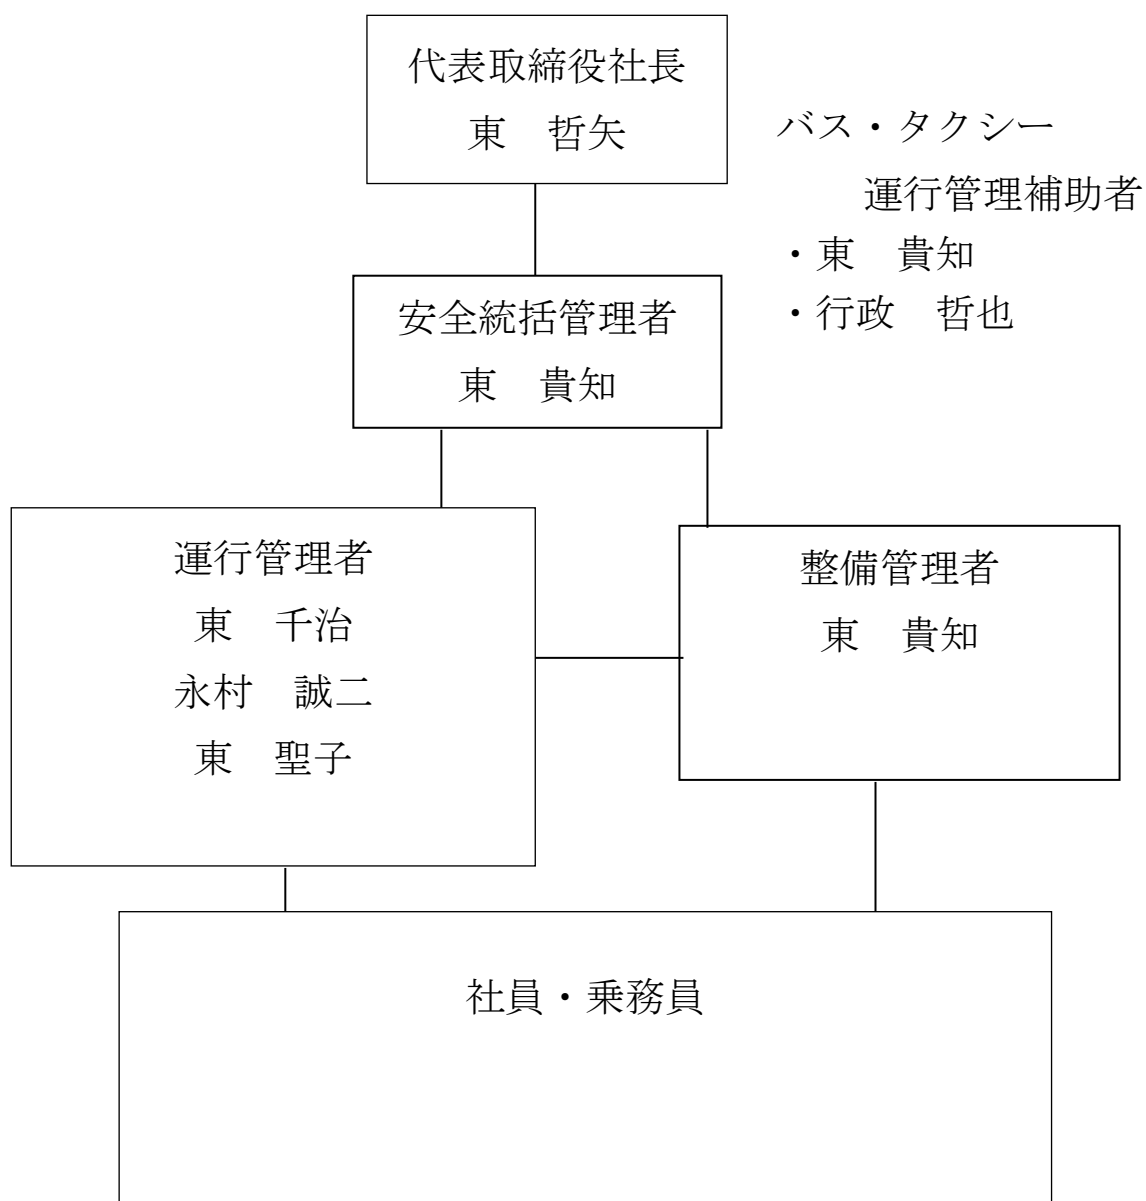 代表取締役社長
東　哲矢
バス・タクシー
運行管理補助者
・東　貴知
・行政　哲也
安全統括管理者
東　貴知
運行管理者
東　千治
永村　誠二
東　聖子
整備管理者
東　貴知
社員・乗務員